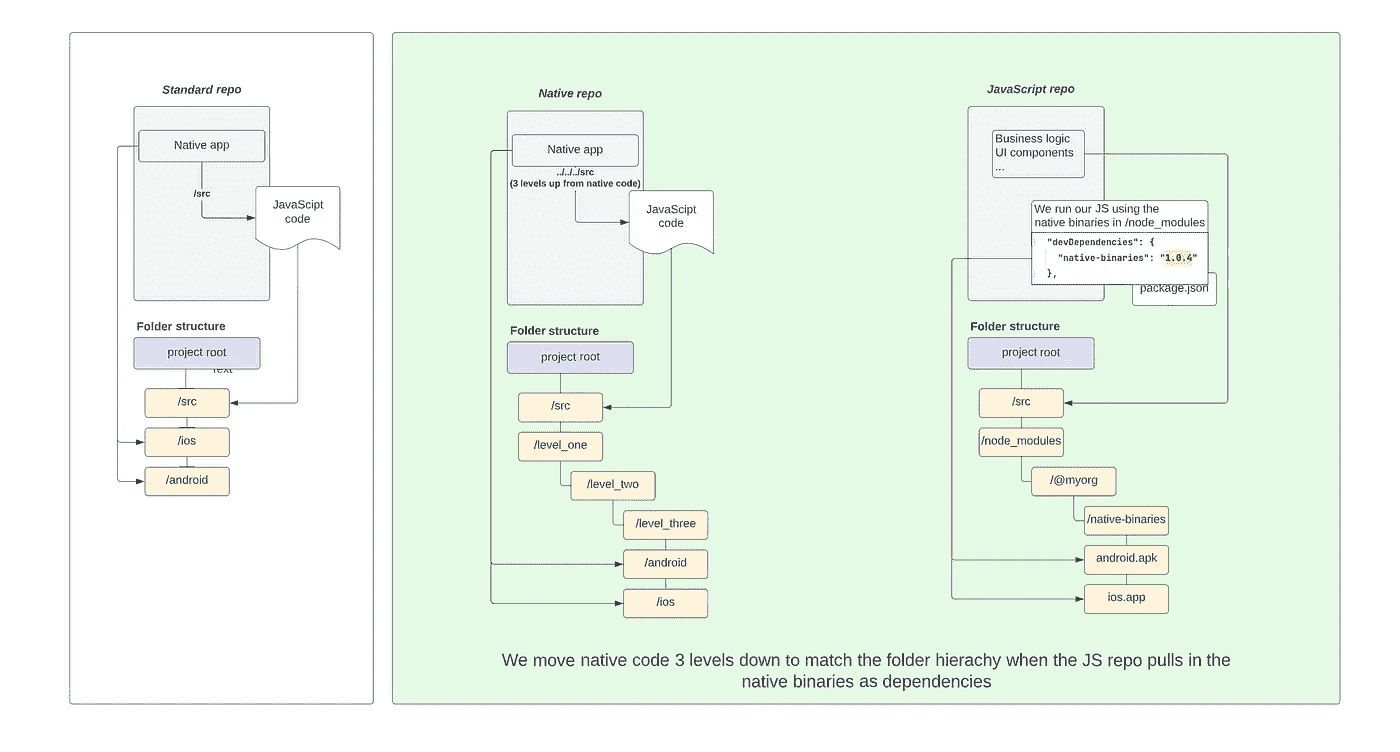 Standard repo
Native app
/src
JavaScipt
code
Folder structure
project root
Text
/src
/ios
/android
Native repo
Native app
../../../src
(3 levels up from native code)
JavaScipt
code
Folder structure
project root
/src
/level_one
/level_two
/level_three
/android
/ios
JavaScript repo
Business logic
UI components
...
We run our JS using the
native binaries in /node_modules
"devDependencies": {
"native-binaries": "1.0.4"
},
package.json
Folder structure
project root
/src
/node_modules
/@myorg
/native-binaries
android.apk
ios.app
We move native code 3 levels down to match the folder hierachy when the JS repo pulls in the
native binaries as dependencies